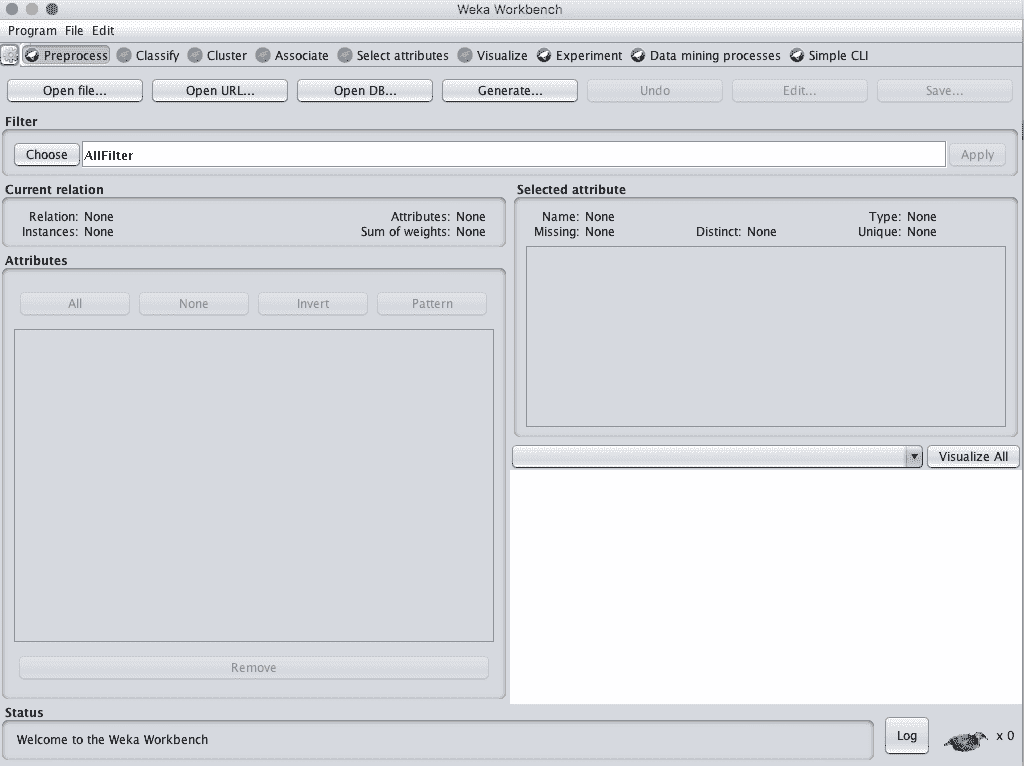 Weka Workbench
Program File Edit
Preprocess Classify Cluster Associate Select attributes Visualize Experiment Data mining processes Simple CLI
Open file... Open URL... Open DB... Generate... Undo Edit... Save...
Filter
Choose AllFilter Apply
Current relation
Relation: None Attributes: None
Instances: None Sum of weights: None
Selected attribute
Name: None Type: None
Missing: None Distinct: None Unique: None
Attributes
All None Invert Pattern
Visualize All
Remove
Status
Welcome to the Weka Workbench
Log x 0